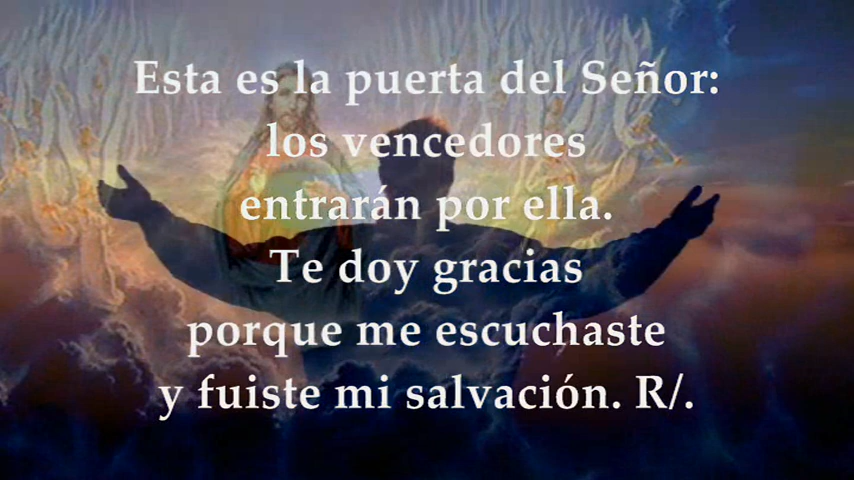 Esta es la puerta del Señor:
los vencedores
entrarán por ella.
Te doy gracias
porque me escuchaste
y fuiste mi salvación. R/.